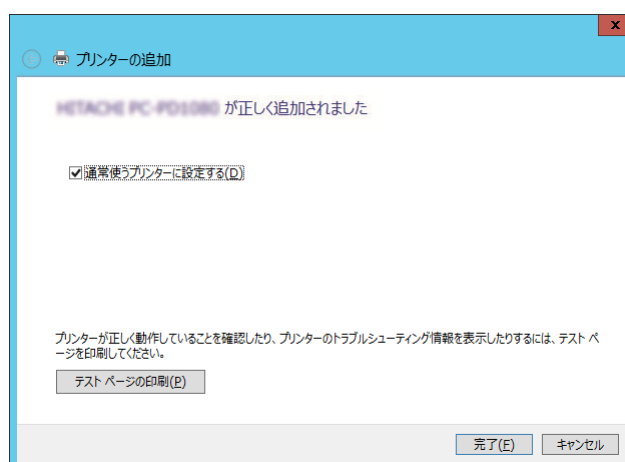 プリンターの追加
HITACHI PC-PD1080 が正しく追加されました
通常使うプリンターに設定する(D)
プリンターが正しく動作していることを確認したり、プリンターのトラブルシューティング情報を表示したりするには、テスト ペ
ージを印刷してください。
テスト ページの印刷(P)
完了(F)
キャンセル